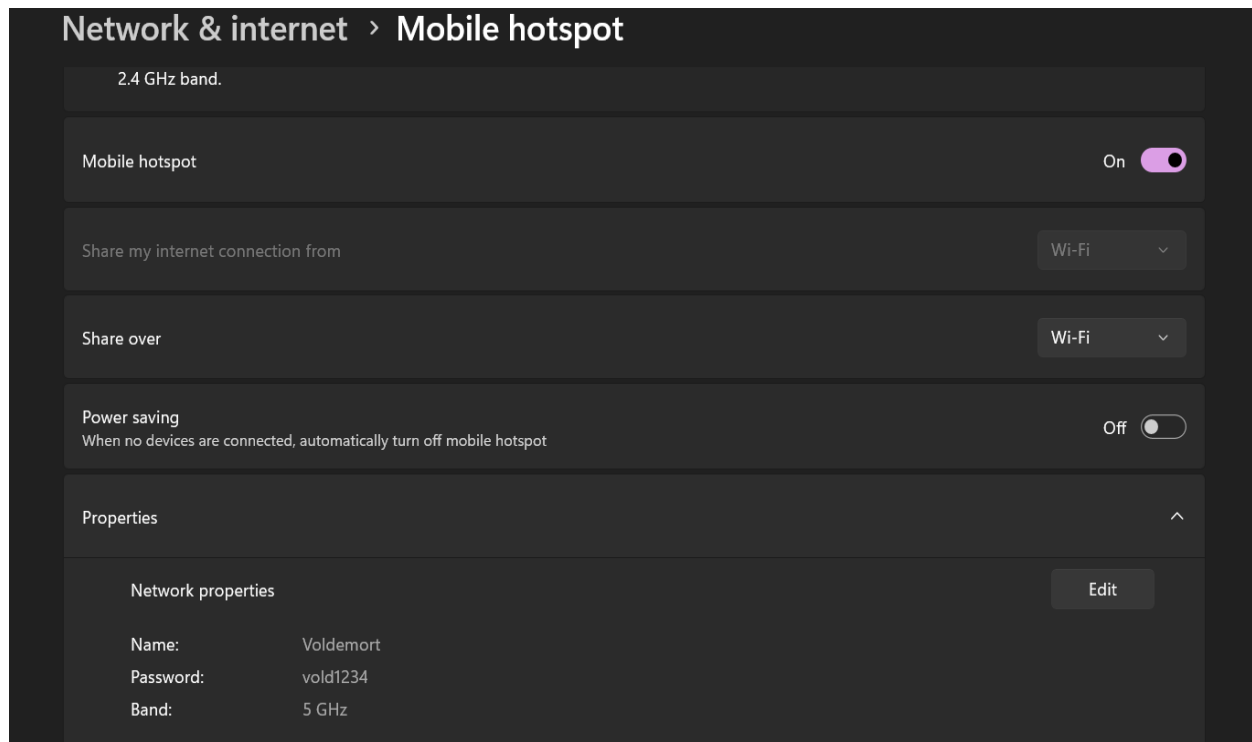 Network & internet > Mobile hotspot
2.4 GHz band.
Mobile hotspot On
Share my internet connection from Wi-Fi
Share over Wi-Fi
Power saving
When no devices are connected, automatically turn off mobile hotspot Off
Properties
Network properties Edit
Name: Voldemort
Password: vold1234
Band: 5 GHz